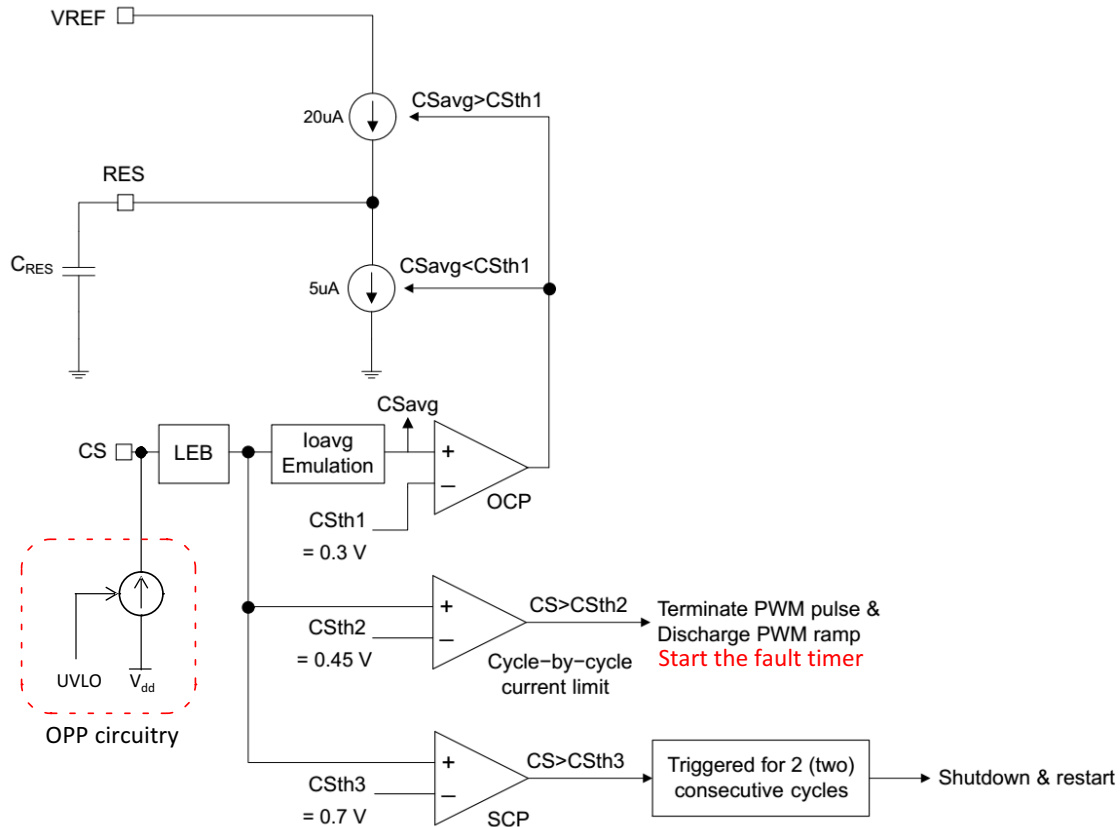 VREF
20uA
CSavg>CSth1
RES
CRES
5uA
CSavg<CSth1
CSavg
CS
LEB
Ioavg
Emulation
+
−
OCP
CSth1
= 0.3 V
UVLO
Vdd
OPP circuitry
CSth2
= 0.45 V
+
−
CS>CSth2
Cycle−by−cycle
current limit
Terminate PWM pulse &
Discharge PWM ramp
Start the fault timer
CSth3
= 0.7 V
+
−
SCP
CS>CSth3
Triggered for 2 (two)
consecutive cycles
Shutdown & restart